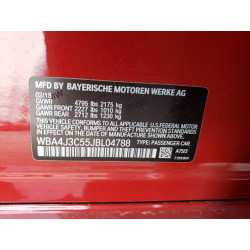 MFD BY BAYERISCHE MOTOREN WERKE AG
02/18
GVWR
4795 lbs 2175 kg
GAWR FRONT 2227 lbs 1010 kg
GAWR REAR 2712 lbs 1230 kg
THIS VEHICLE CONFORMS TO ALL APPLICABLE U.S. FEDERAL MOTOR
VEHICLE SAFETY, BUMPER, AND THEFT PREVENTION STANDARDS
IN EFFECT ON THE DATE OF MANUFACTURE SHOWN ABOVE.
WBA4J3C55JBL04788
TYPE: PASSENGER CAR
A75/3